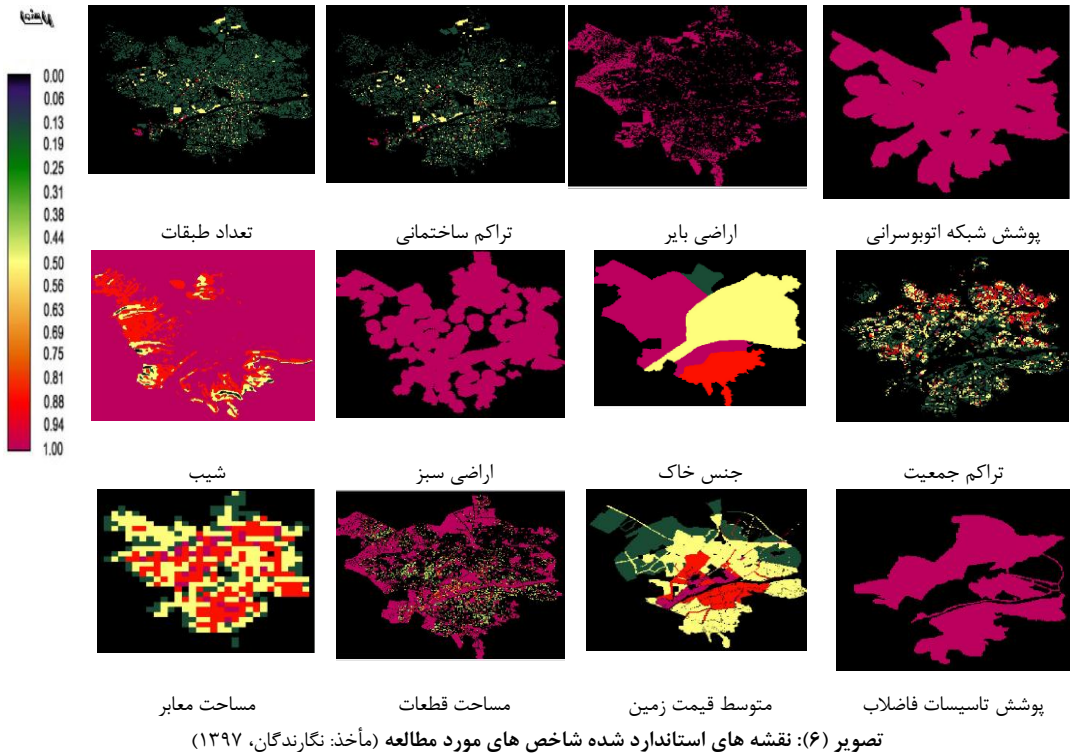 0.00
0.06
0.13
0.19
0.25
0.31
0.38
0.44
0.50
0.56
0.63
0.69
0.75
0.81
0.88
0.94
1.00
پوشش شبکه اتوبوسرانی
اراضی بایر
تراکم ساختمانی
تعداد طبقات
تراکم جمعیت
جنس خاک
اراضی سبز
شیب
پوشش تاسیسات فاضلاب
متوسط قیمت زمین
مساحت قطعات
مساحت معابر
تصویر (۶): نقشه های استاندارد شده شاخص های مورد مطالعه (مأخذ: نگارندگان، ۱۳۹۷)